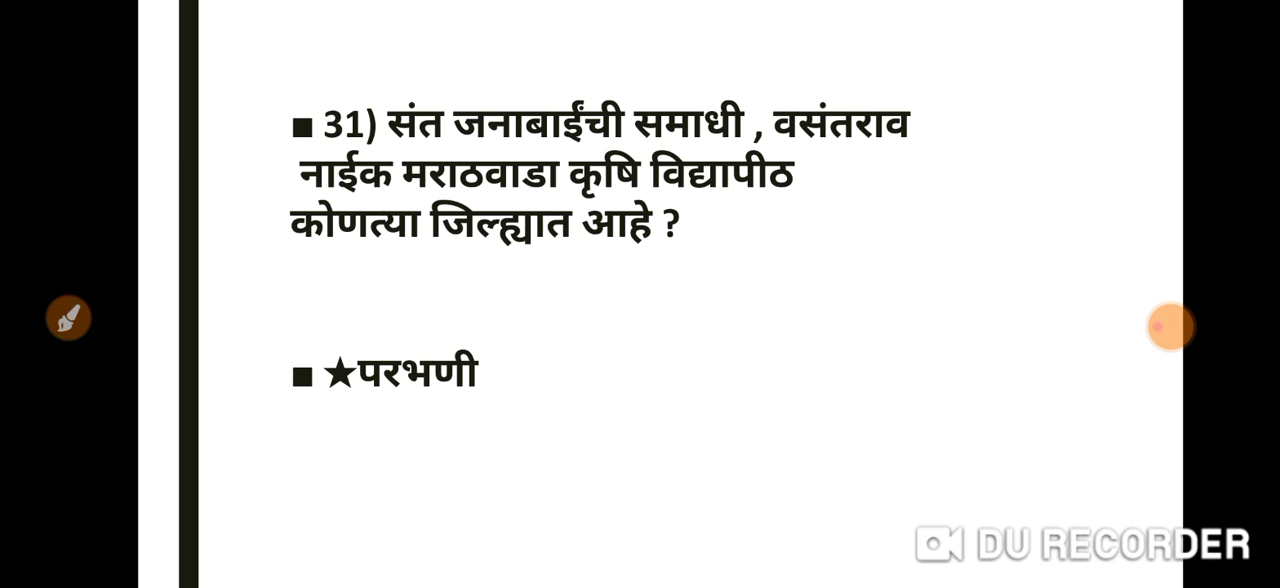 ■ 31) संत जनाबाईंची समाधी , वसंतराव
नाईक मराठवाडा कृषि विद्यापीठ
कोणत्या जिल्ह्यात आहे ?
■ ★परभणी
DU RECORDER